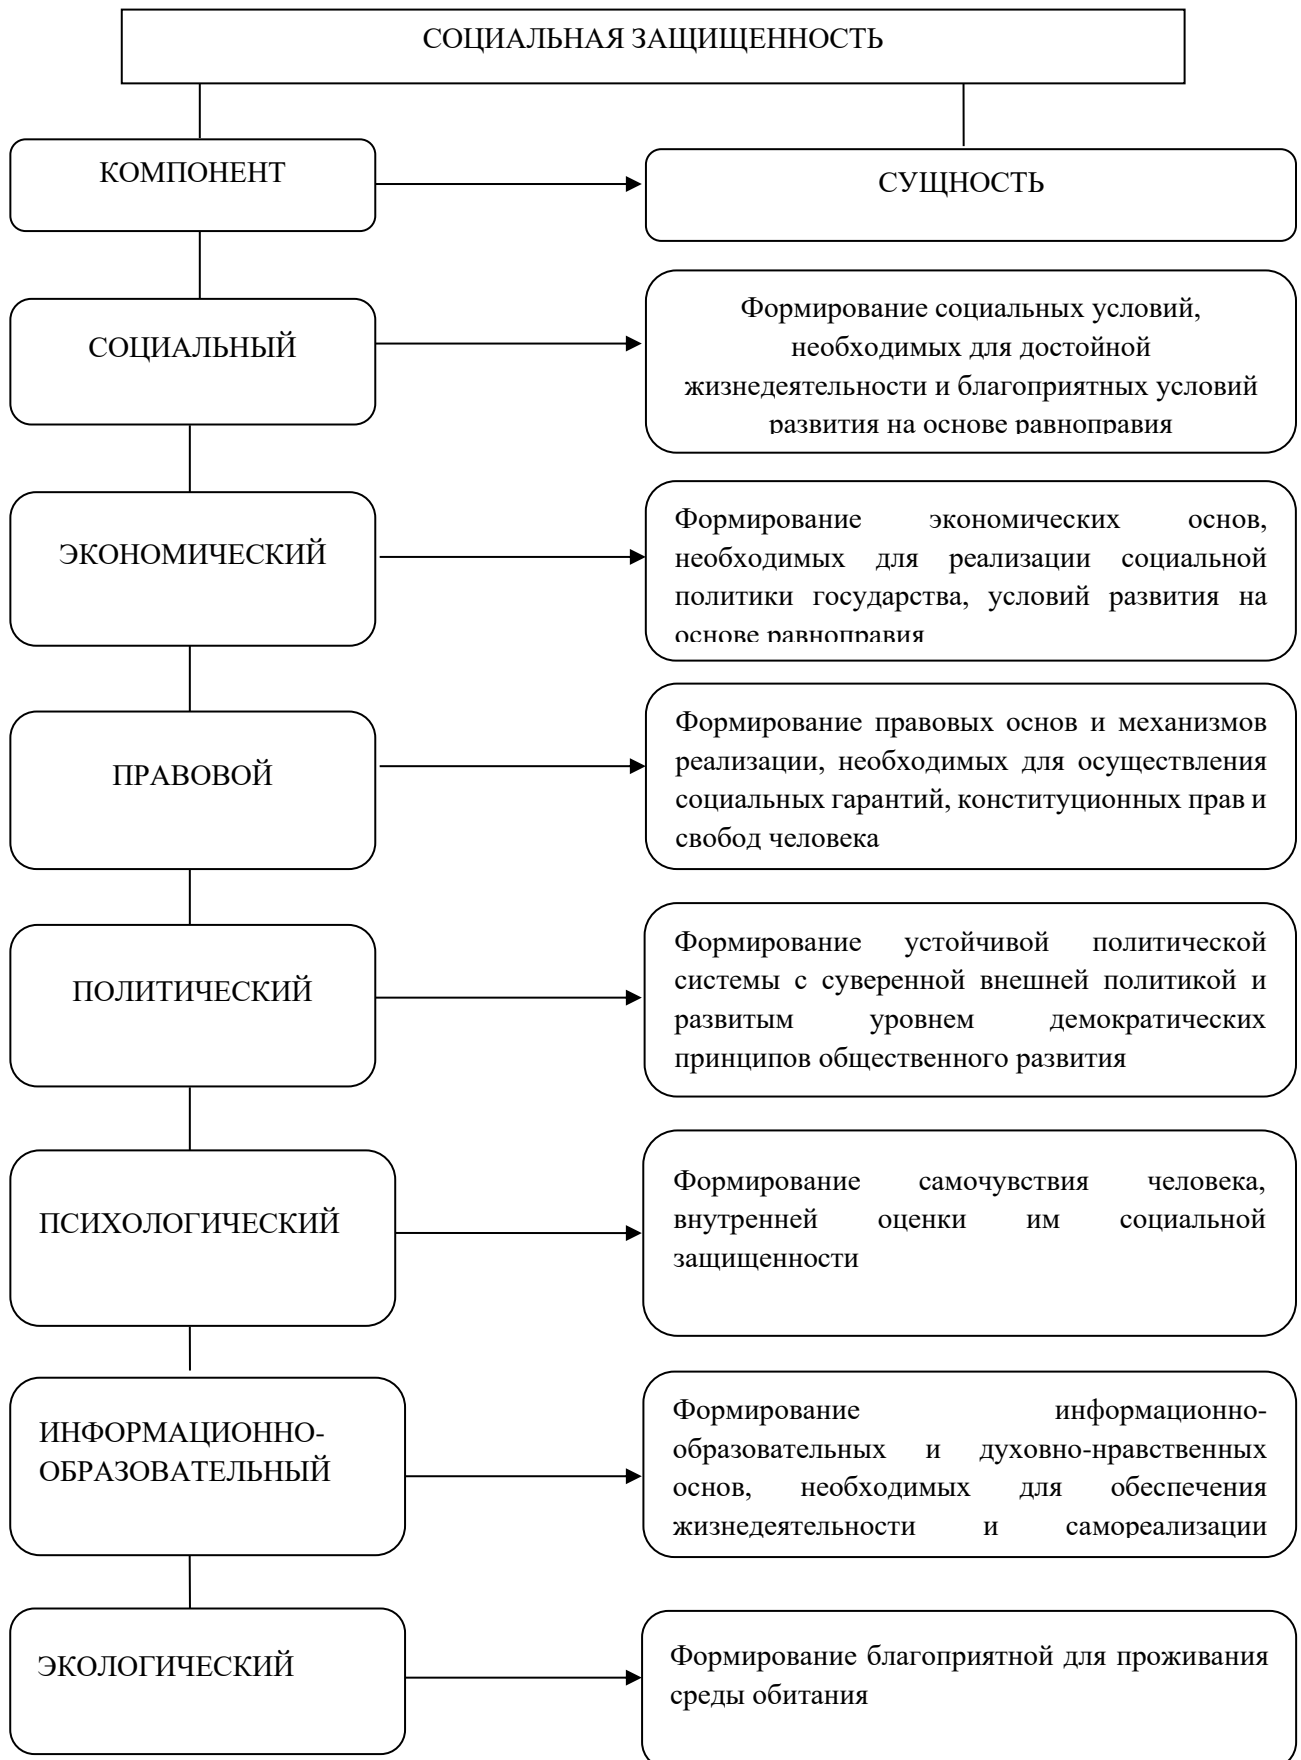 СОЦИАЛЬНАЯ ЗАЩИЩЕННОСТЬ
КОМПОНЕНТ
СУЩНОСТЬ
СОЦИАЛЬНЫЙ
Формирование социальных условий,
необходимых для достойной
жизнедеятельности и благоприятных условий
развития на основе равноправия
ЭКОНОМИЧЕСКИЙ
Формирование экономических основ,
необходимых для реализации социальной
политики государства, условий развития на
основе равноправия
ПРАВОВОЙ
Формирование правовых основ и механизмов
реализации, необходимых для осуществления
социальных гарантий, конституционных прав и
свобод человека
ПОЛИТИЧЕСКИЙ
Формирование устойчивой политической
системы с суверенной внешней политикой и
развитым уровнем демократических
принципов общественного развития
ПСИХОЛОГИЧЕСКИЙ
Формирование самочувствия человека,
внутренней оценки им социальной
защищенности
ИНФОРМАЦИОННО-
ОБРАЗОВАТЕЛЬНЫЙ
Формирование информационно-
образовательных и духовно-нравственных
основ, необходимых для обеспечения
жизнедеятельности и самореализации
ЭКОЛОГИЧЕСКИЙ
Формирование благоприятной для проживания
среды обитания